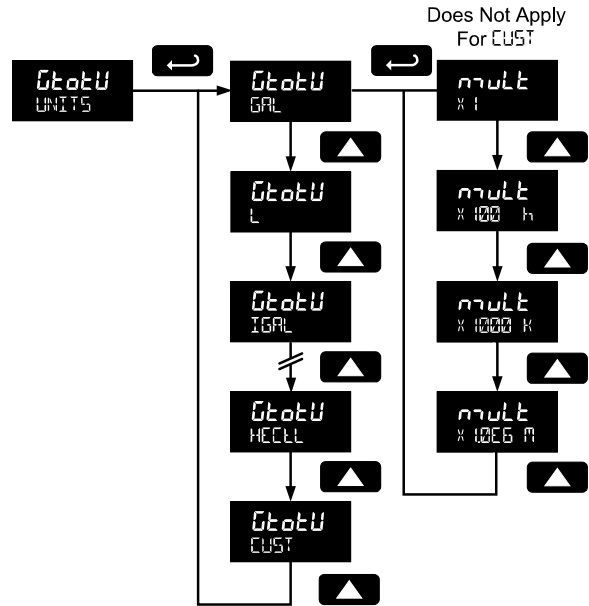 Does Not Apply
For CUST
GtotU
UNITS
GtotU
GAL
GtotU
L
GtotU
IGAL
GtotU
HECtL
GtotU
CUST
mult
X 1
mult
X 100 h
mult
X 1000 K
mult
X 1.0E6 M